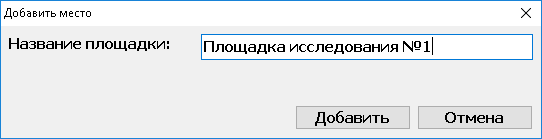 Добавить место
Название площадки: Площадка исследования №1
Добавить Отмена